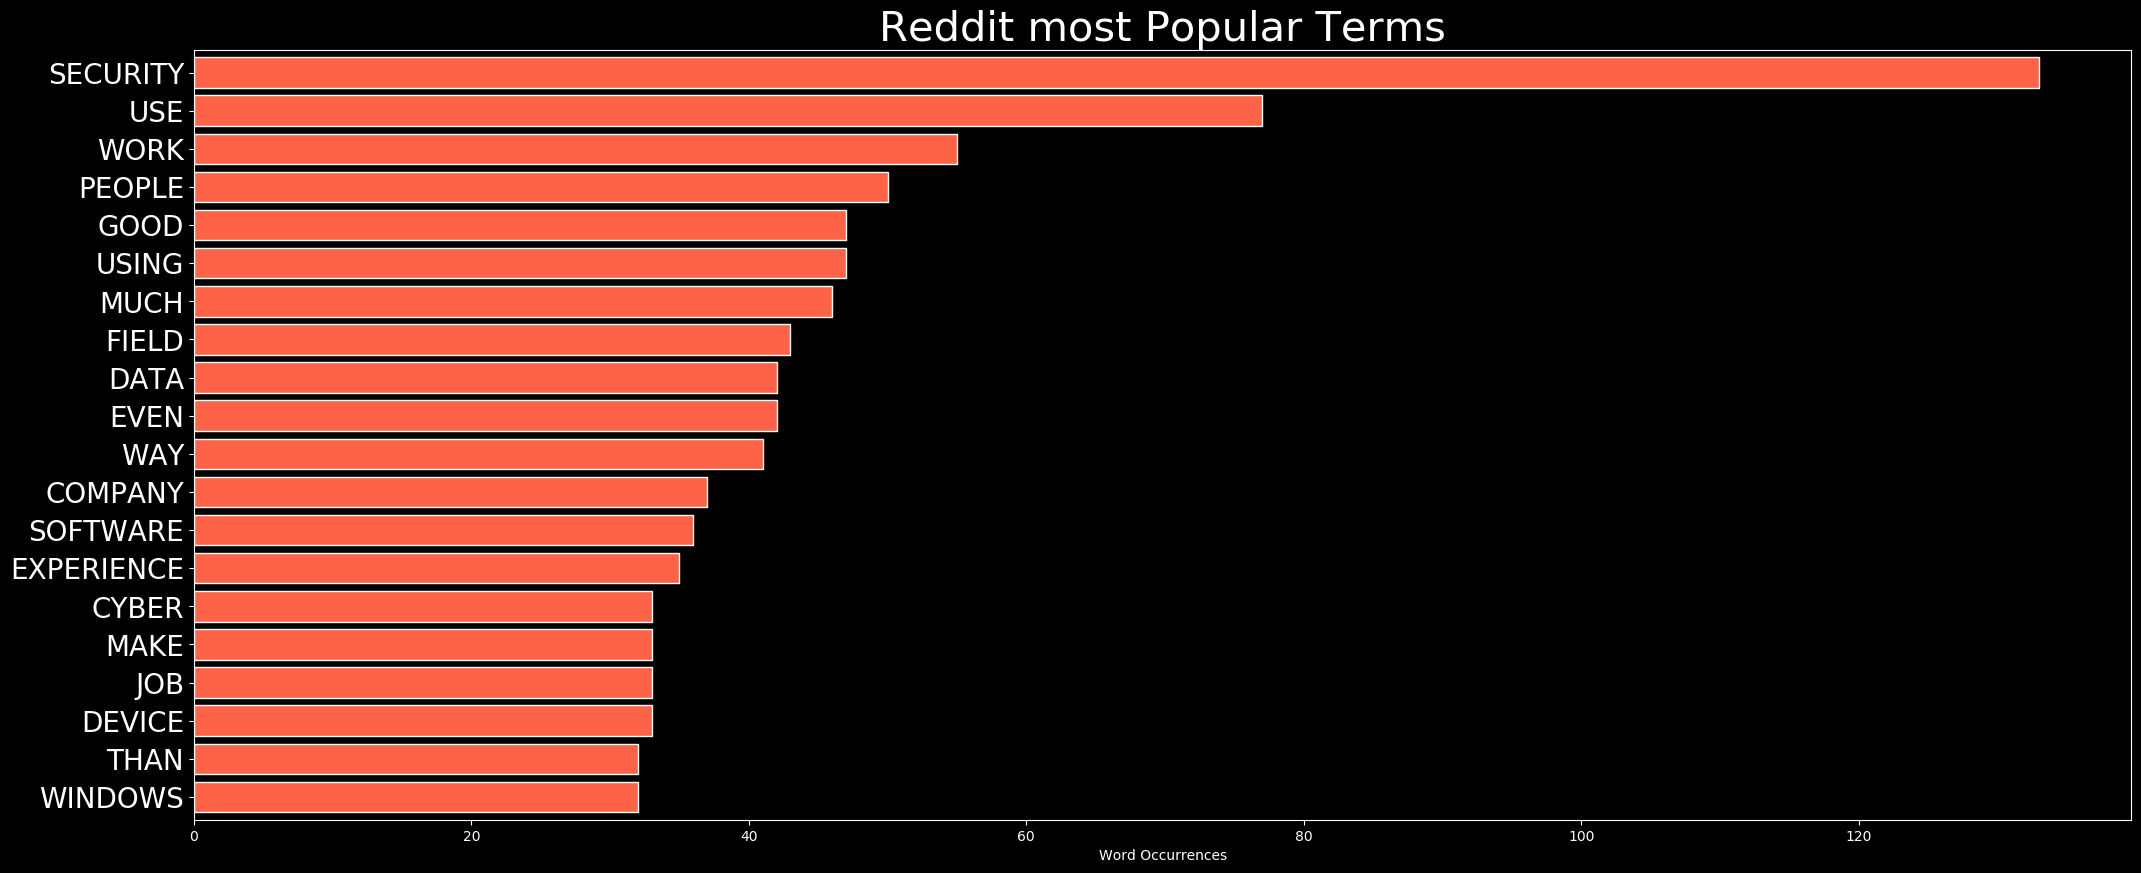 Reddit most Popular Terms
SECURITY
USE
WORK
PEOPLE
GOOD
USING
MUCH
FIELD
DATA
EVEN
WAY
COMPANY
SOFTWARE
EXPERIENCE
CYBER
MAKE
JOB
DEVICE
THAN
WINDOWS
0 20 40 60 80 100 120
Word Occurrences